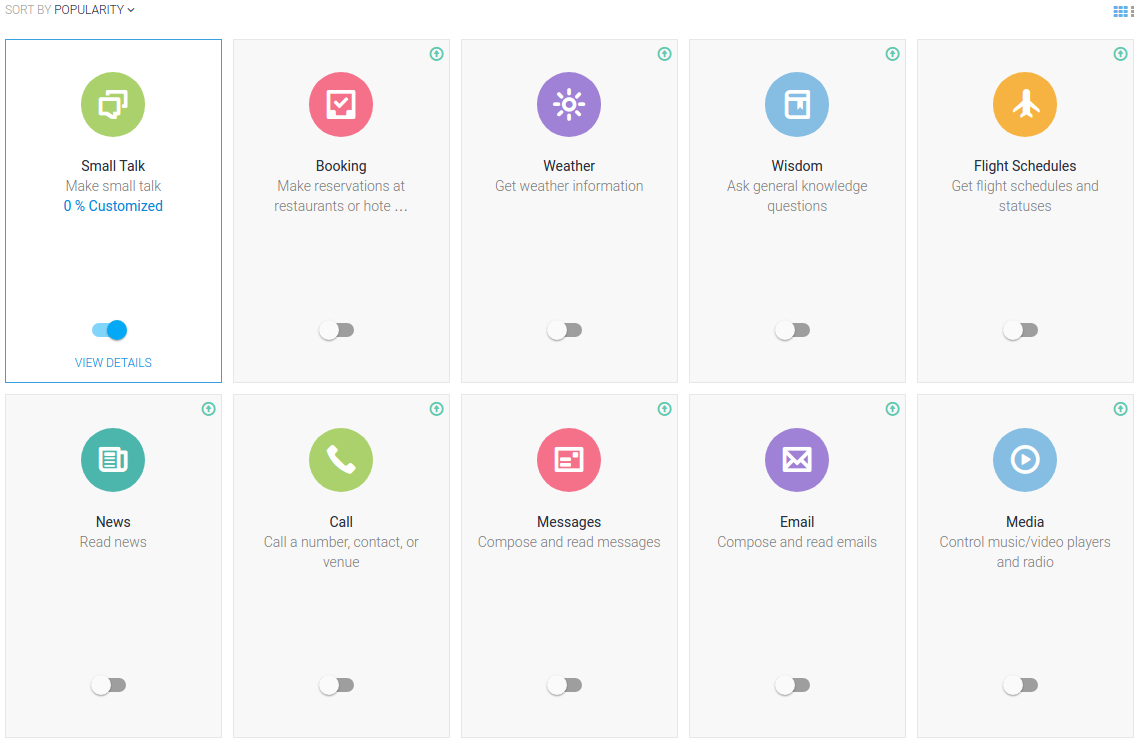 SORT BY POPULARITY
Small Talk
Make small talk
0 % Customized
VIEW DETAILS
Booking
Make reservations at
restaurants or hote ...
Weather
Get weather information
Wisdom
Ask general knowledge
questions
Flight Schedules
Get flight schedules and
statuses
News
Read news
Call
Call a number, contact, or
venue
Messages
Compose and read messages
Email
Compose and read emails
Media
Control music/video players
and radio